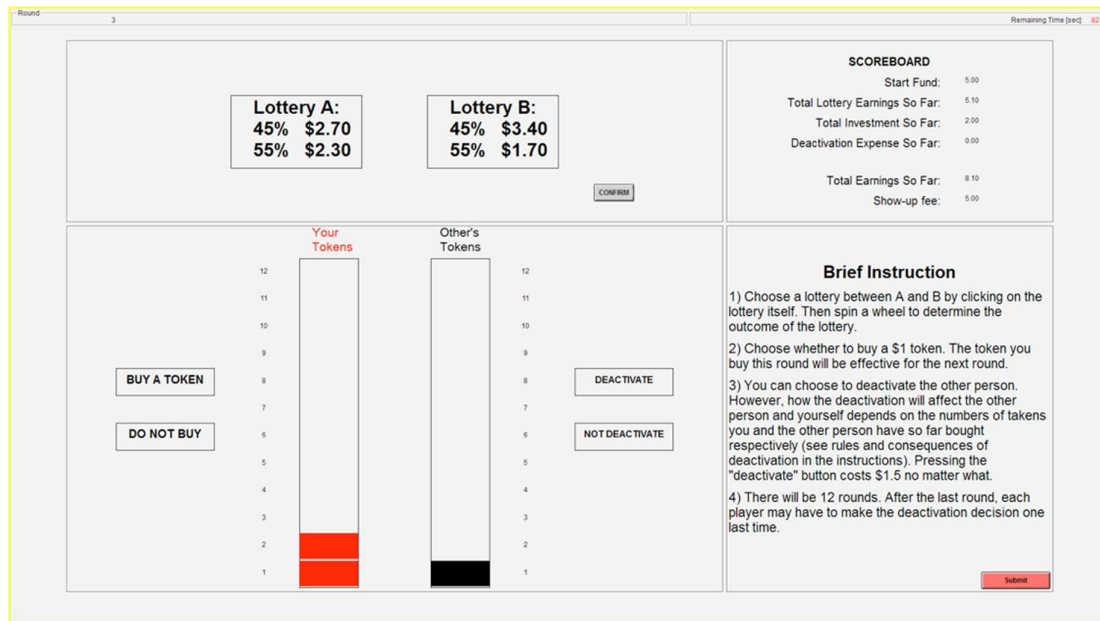 Round
3
Remaining Time [sec]: 82
Lottery A:
45% $2.70
55% $2.30
Lottery B:
45% $3.40
55% $1.70
CONFIRM
SCOREBOARD
Start Fund: 5.00
Total Lottery Earnings So Far: 5.10
Total Investment So Far: 2.00
Deactivation Expense So Far: 0.00
Total Earnings So Far: 8.10
Show-up fee: 5.00
Your
Tokens
Other's
Tokens
12 12
11 11
10 10
9 9
8 8
7 7
6 6
5 5
4 4
3 3
2 2
1 1
BUY A TOKEN
DO NOT BUY
DEACTIVATE
NOT DEACTIVATE
Brief Instruction
1) Choose a lottery between A and B by clicking on the
lottery itself. Then spin a wheel to determine the
outcome of the lottery.
2) Choose whether to buy a $1 token. The token you
buy this round will be effective for the next round.
3) You can choose to deactivate the other person.
However, how the deactivation will affect the other
person and yourself depends on the numbers of takens
you and the other person have so far bought
respectively (see rules and consequences of
deactivation in the instructions). Pressing the
"deactivate" button costs $1.5 no matter what.
4) There will be 12 rounds. After the last round, each
player may have to make the deactivation decision one
last time.
Submit